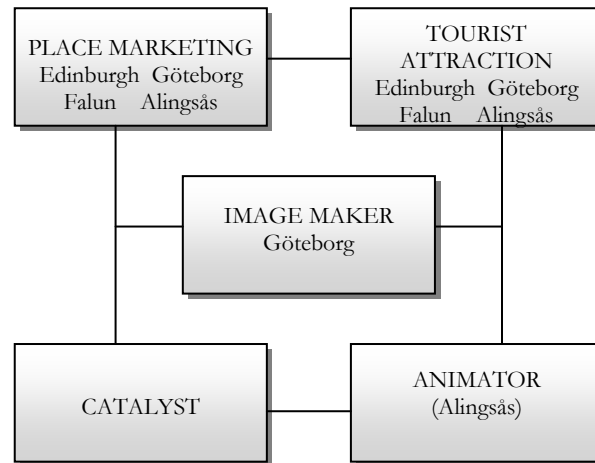 PLACE MARKETING
Edinburgh Göteborg
Falun Alingsås
TOURIST
ATTRACTION
Edinburgh Göteborg
Falun Alingsås
IMAGE MAKER
Göteborg
CATALYST
ANIMATOR
(Alingsås)